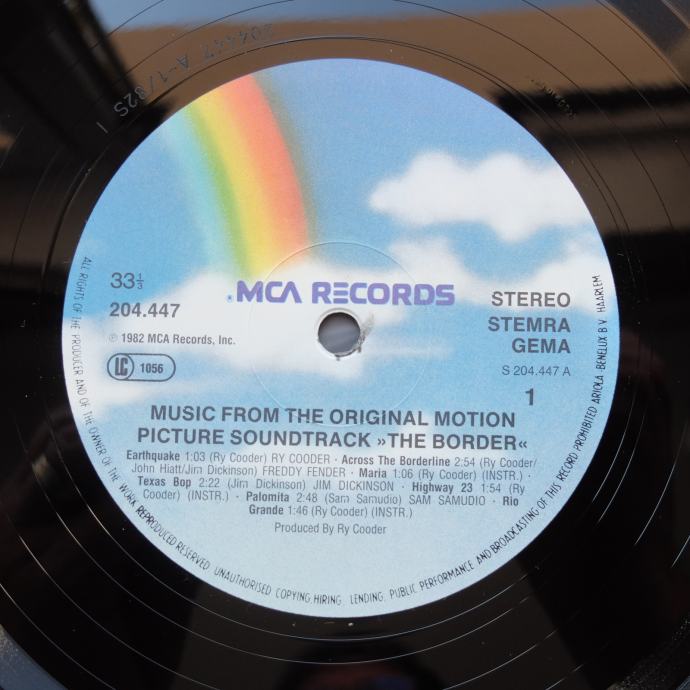 204447 A-1/82S
MCA RECORDS
33⅓
204.447
℗ 1982 MCA Records, Inc.
LC 1056
STEREO
STEMRA
GEMA
S 204.447 A
1
MUSIC FROM THE ORIGINAL MOTION
PICTURE SOUNDTRACK »THE BORDER«
Earthquake 1:03 (Ry Cooder) RY COODER · Across The Borderline 2:54 (Ry Cooder/
John Hiatt/Jim Dickinson) FREDDY FENDER · Maria 1:06 (Ry Cooder) (INSTR.) ·
Texas Bop 2:22 (Jim Dickinson) JIM DICKINSON · Highway 23 1:54 (Ry
Cooder) (INSTR.) · Palomita 2:48 (Sam Samudio) SAM SAMUDIO · Rio
Grande 1:46 (Ry Cooder) (INSTR.)
Produced By Ry Cooder
ALL RIGHTS OF THE PRODUCER AND OF THE OWNER OF THE WORK REPRODUCED RESERVED. UNAUTHORISED COPYING, HIRING, LENDING, PUBLIC PERFORMANCE AND BROADCASTING OF THIS RECORD PROHIBITED ARIOLA-BENELUX B.V. HAARLEM